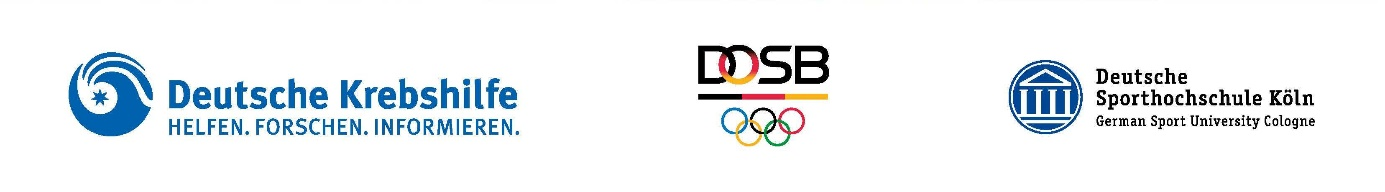 Deutsche Krebshilfe
HELFEN. FORSCHEN. INFORMIEREN.
DOSB
Deutsche
Sporthochschule Köln
German Sport University Cologne